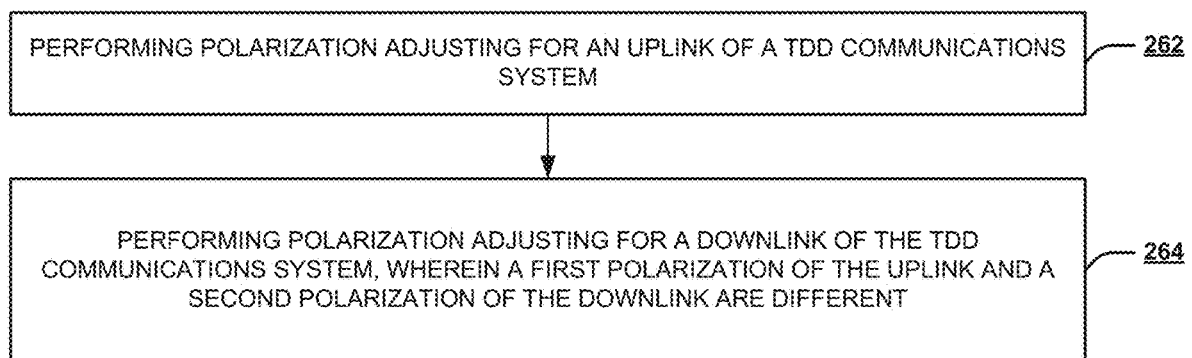 PERFORMING POLARIZATION ADJUSTING FOR AN UPLINK OF A TDD COMMUNICATIONS
SYSTEM
262
PERFORMING POLARIZATION ADJUSTING FOR A DOWNLINK OF THE TDD
COMMUNICATIONS SYSTEM, WHEREIN A FIRST POLARIZATION OF THE UPLINK AND A
SECOND POLARIZATION OF THE DOWNLINK ARE DIFFERENT
264